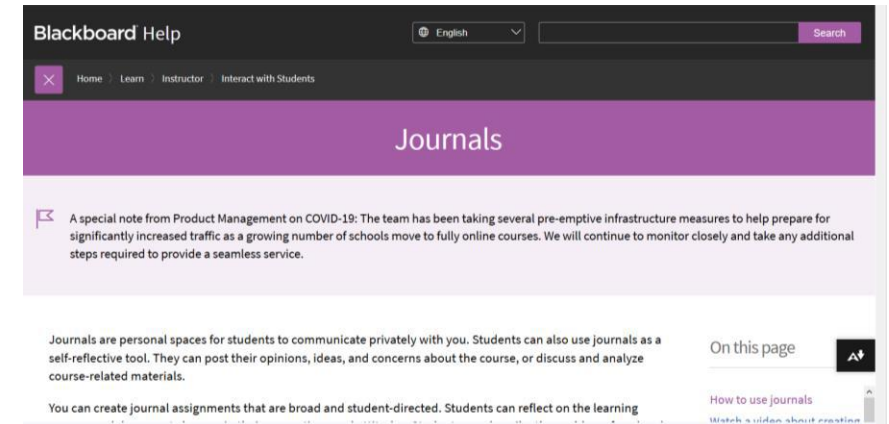 Blackboard Help
English
Search
Home Learn Instructor Interact with Students
Journals
A special note from Product Management on COVID-19: The team has been taking several pre-emptive infrastructure measures to help prepare for
significantly increased traffic as a growing number of schools move to fully online courses. We will continue to monitor closely and take any additional
steps required to provide a seamless service.
Journals are personal spaces for students to communicate privately with you. Students can also use journals as a
self-reflective tool. They can post their opinions, ideas, and concerns about the course, or discuss and analyze
course-related materials.
On this page
You can create journal assignments that are broad and student-directed. Students can reflect on the learning
How to use journals
Watch a video about creating